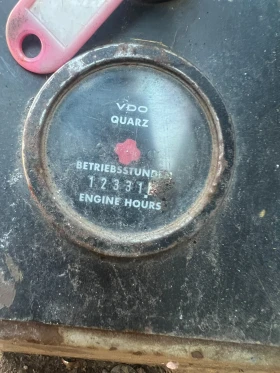 VDO
QUARZ
BETRIEBSSTUNDEN
12331
ENGINE HOURS